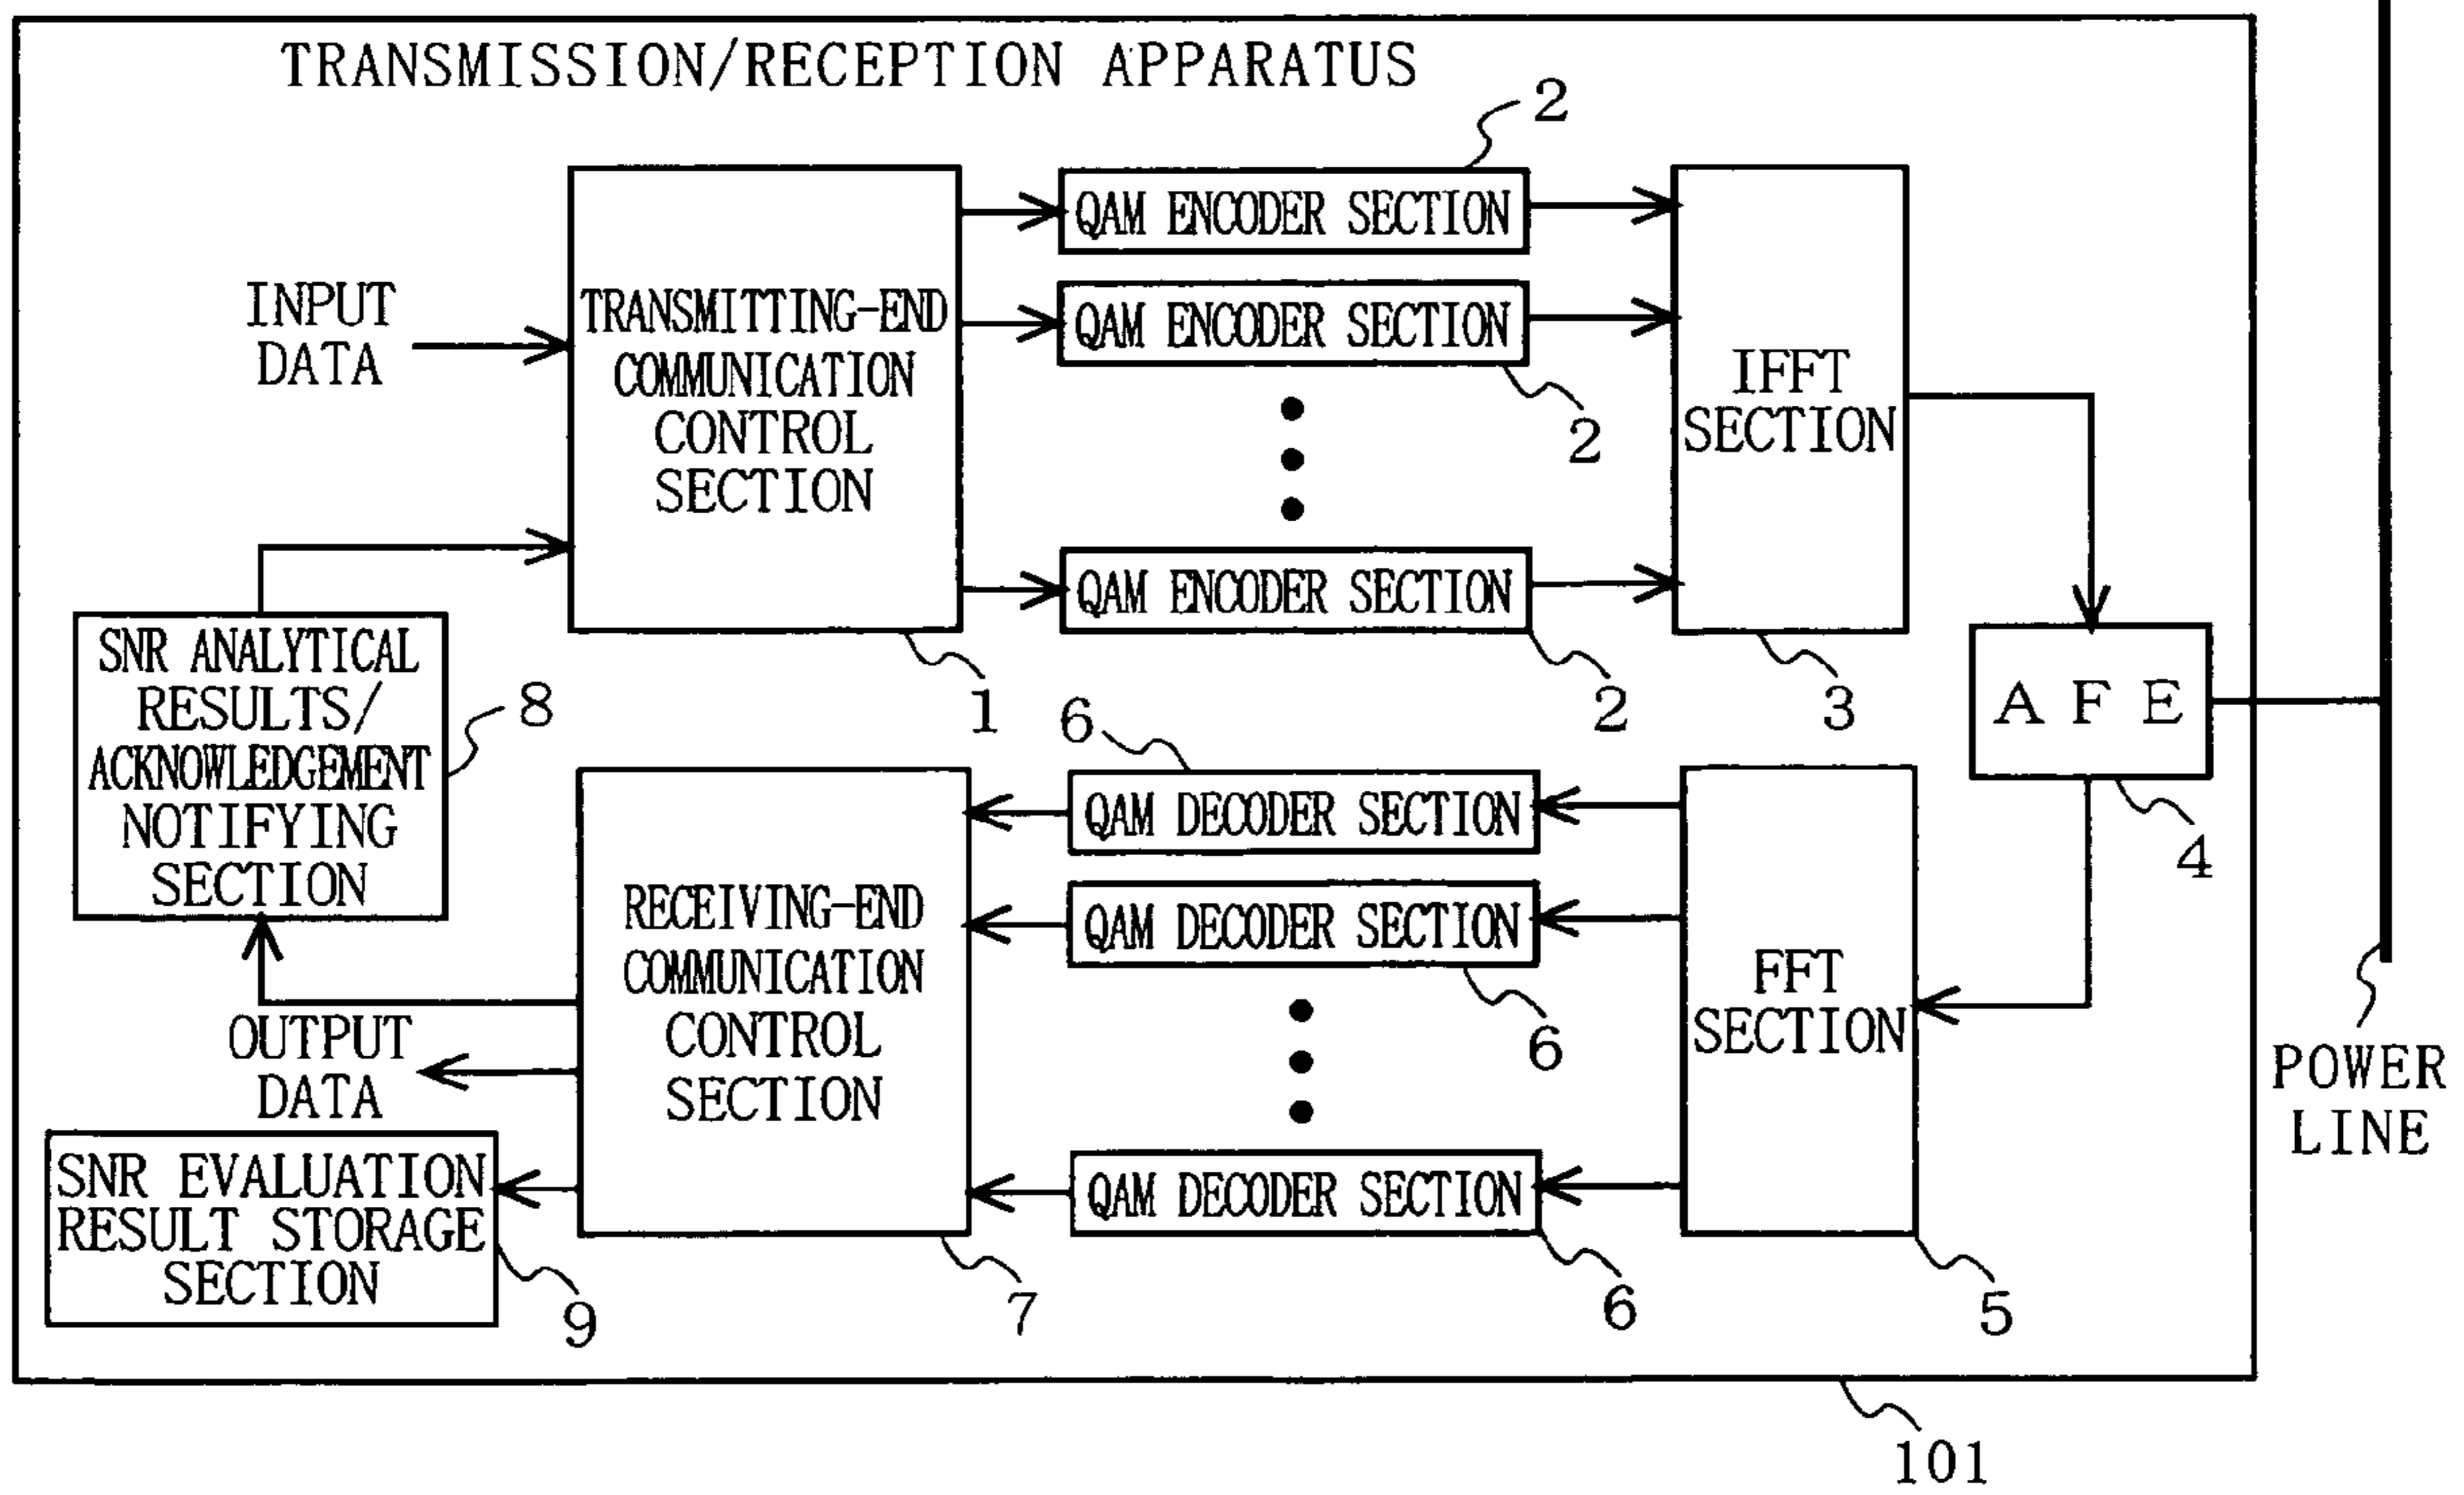 TRANSMISSION/RECEPTION APPARATUS
2
QAM ENCODER SECTION
INPUT
DATA
TRANSMITTING-END
COMMUNICATION
CONTROL
SECTION
QAM ENCODER SECTION
2
IFFT
SECTION
QAM ENCODER SECTION
1
2
3
SNR ANALYTICAL
RESULTS/
ACKNOWLEDGEMENT
NOTIFYING
SECTION
8
A F E
4
6
QAM DECODER SECTION
RECEIVING-END
COMMUNICATION
CONTROL
SECTION
QAM DECODER SECTION
6
FFT
SECTION
OUTPUT
DATA
POWER
LINE
SNR EVALUATION
RESULT STORAGE
SECTION
QAM DECODER SECTION
9
7
6
5
101